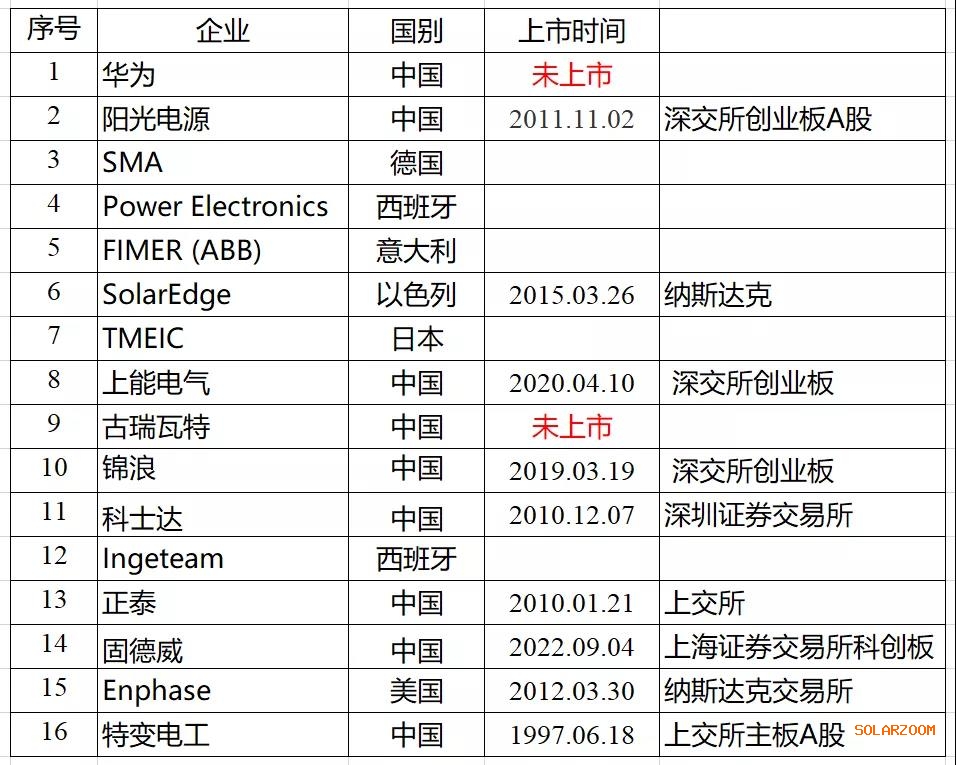 序号 企业 国别 上市时间
1 华为 中国 未上市
2 阳光电源 中国 2011.11.02 深交所创业板A股
3 SMA 德国
4 Power Electronics 西班牙
5 FIMER (ABB) 意大利
6 SolarEdge 以色列 2015.03.26 纳斯达克
7 TMEIC 日本
8 上能电气 中国 2020.04.10 深交所创业板
9 古瑞瓦特 中国 未上市
10 锦浪 中国 2019.03.19 深交所创业板
11 科士达 中国 2010.12.07 深圳证券交易所
12 Ingeteam 西班牙
13 正泰 中国 2010.01.21 上交所
14 固德威 中国 2022.09.04 上海证券交易所科创板
15 Enphase 美国 2012.03.30 纳斯达克交易所
16 特变电工 中国 1997.06.18 上交所主板A股 SOLARZOOM